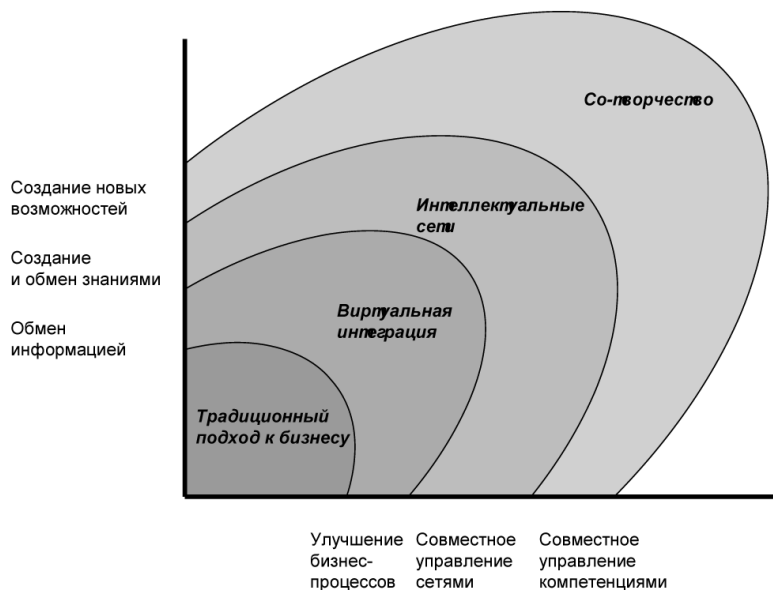 Со-творчество
Создание новых
возможностей
Интеллектуальные
сети
Создание
и обмен знаниями
Виртуальная
интеграция
Обмен
информацией
Традиционный
подход к бизнесу
Улучшение
бизнес-
процессов
Совместное
управление
сетями
Совместное
управление
компетенциями